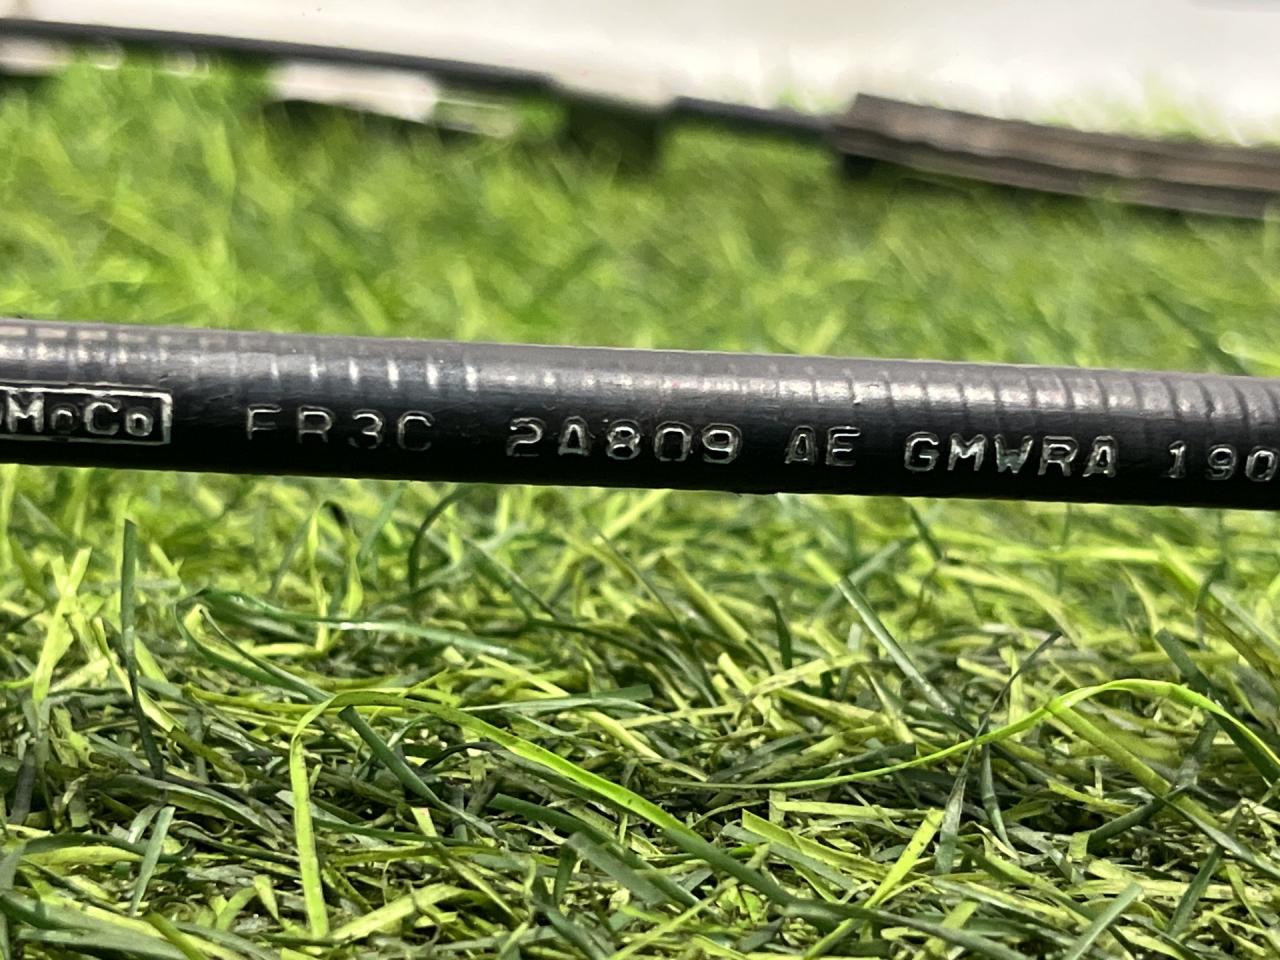 MoCo FR3C 2A809 AE GMWRA 190